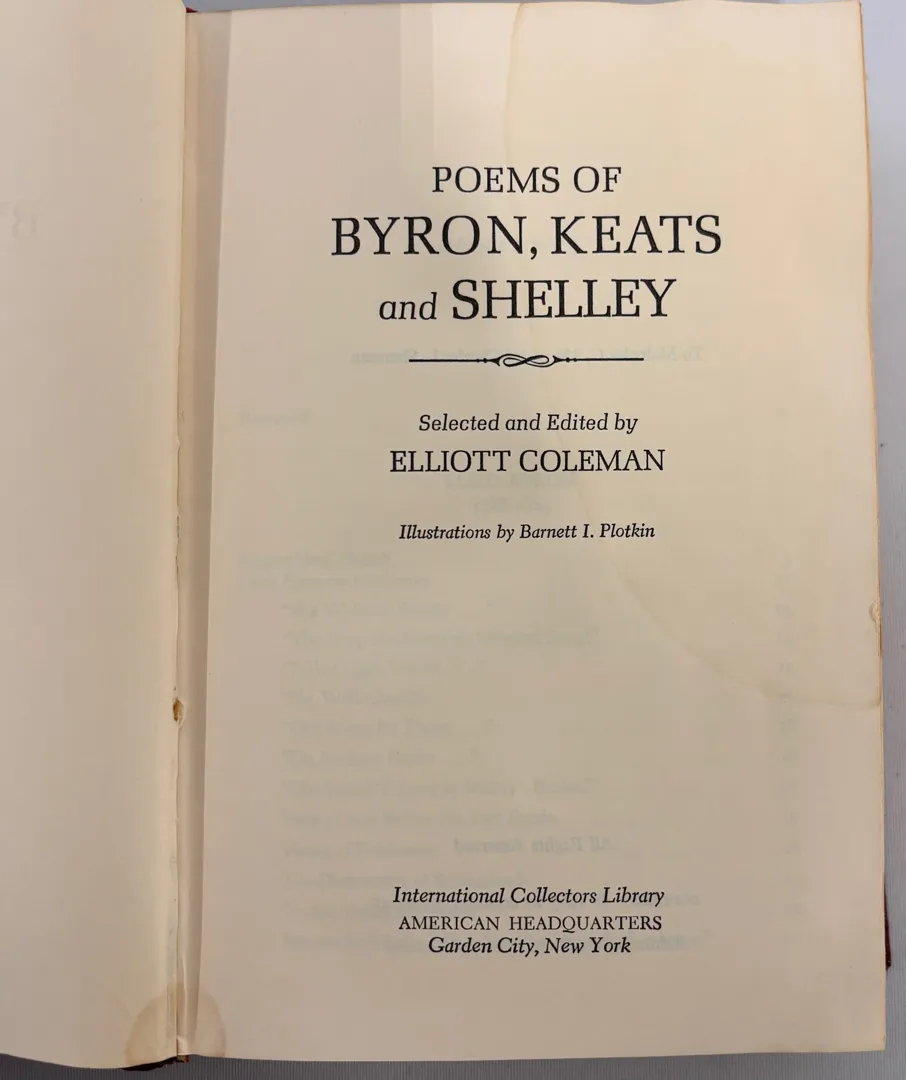 POEMS OF
BYRON, KEATS
and SHELLEY
Selected and Edited by
ELLIOTT COLEMAN
Illustrations by Barnett I. Plotkin
International Collectors Library
AMERICAN HEADQUARTERS
Garden City, New York